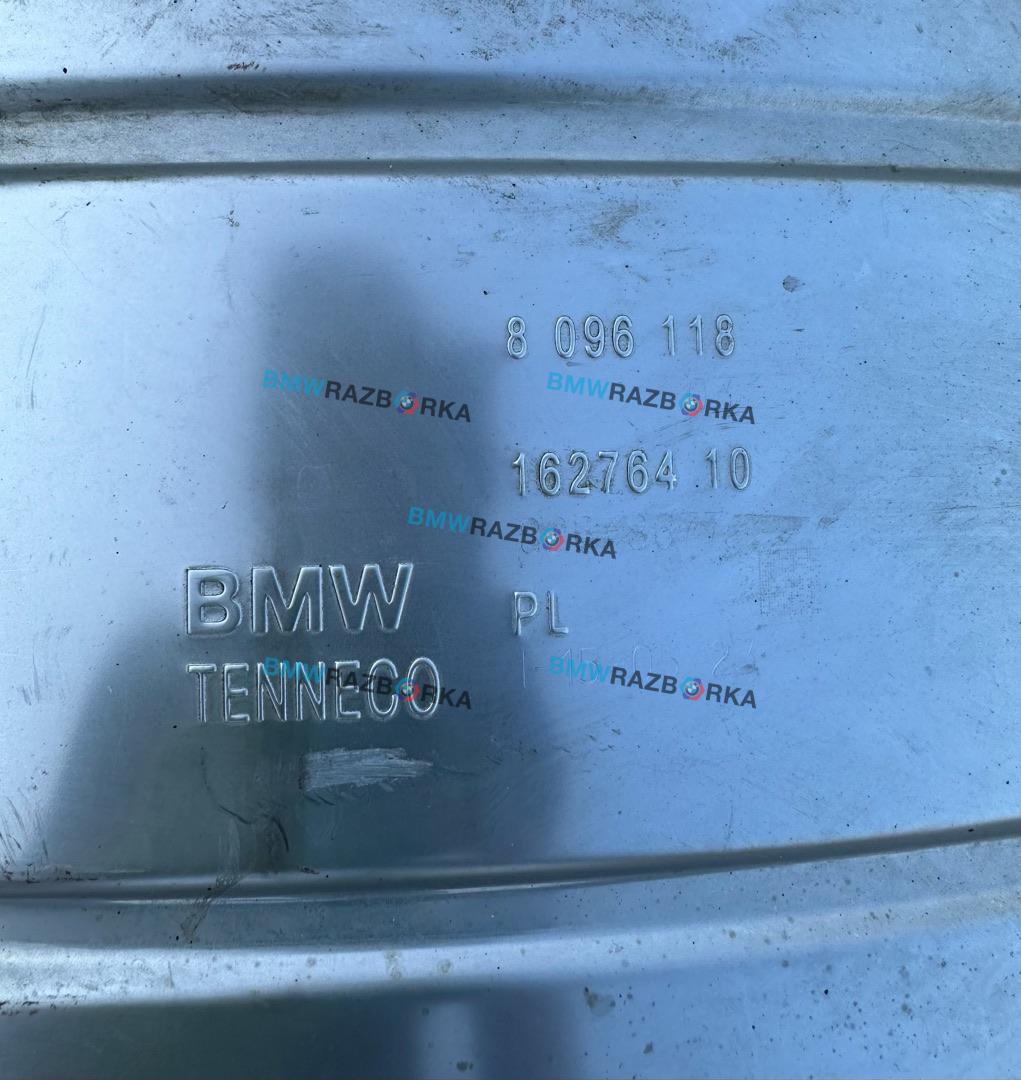 8 096 118
BMWRAZBORKA
BMWRAZBORKA
162764 10
BMWRAZBORKA
BMW
PL
TENNECO
BMWRAZBORKA
BMWRAZBORKA